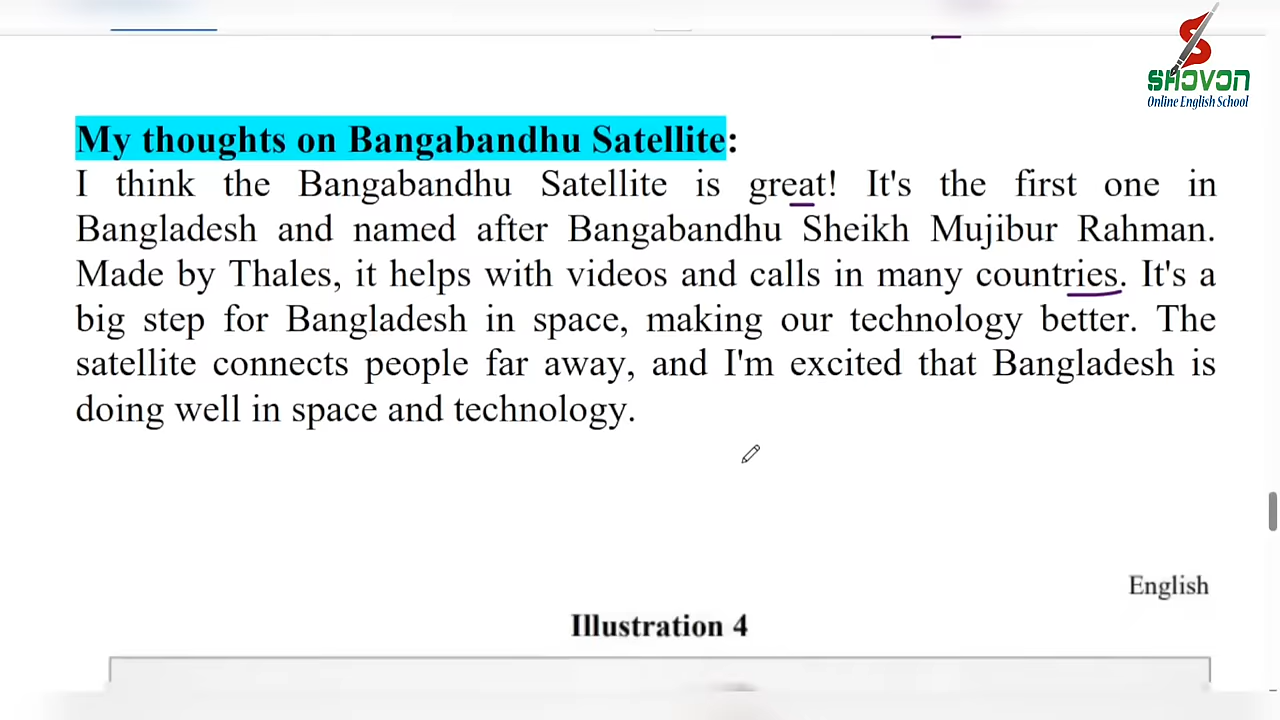 SHOVON
Online English School
My thoughts on Bangabandhu Satellite:
I think the Bangabandhu Satellite is great! It's the first one in
Bangladesh and named after Bangabandhu Sheikh Mujibur Rahman.
Made by Thales, it helps with videos and calls in many countries. It's a
big step for Bangladesh in space, making our technology better. The
satellite connects people far away, and I'm excited that Bangladesh is
doing well in space and technology.
English
Illustration 4